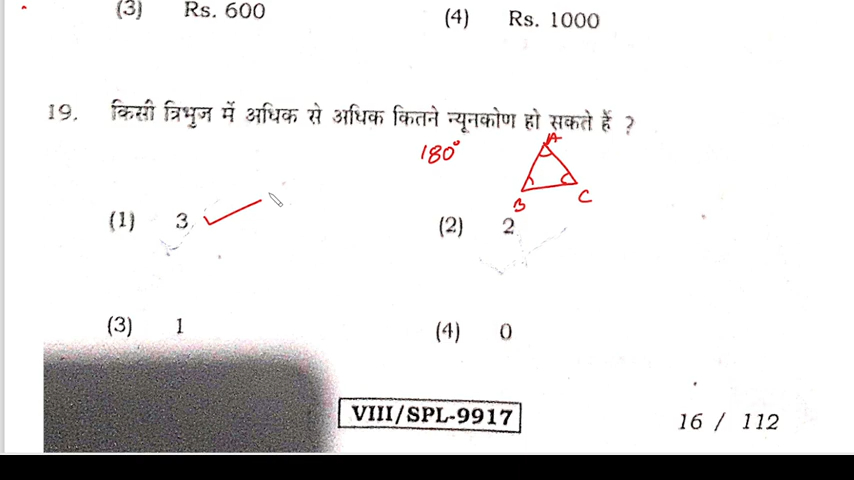 (3) Rs. 600 (4) Rs. 1000
19. किसी त्रिभुज में अधिक से अधिक कितने न्यूनकोण हो सकते हैं ?
180°
A
B C
(1) 3 (2) 2
(3) 1 (4) 0
VIII/SPL-9917 16 / 112